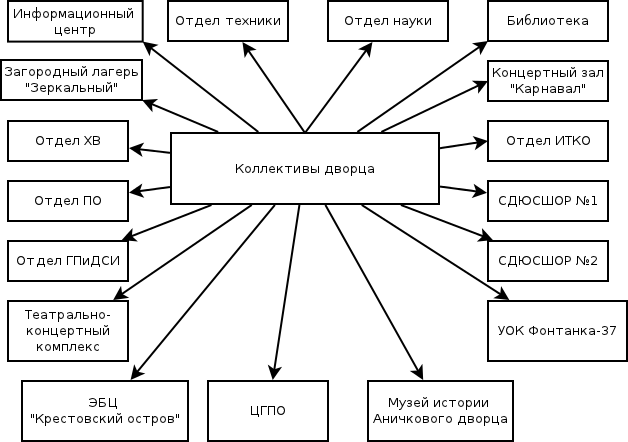 Информационный
центр
Отдел техники
Отдел науки
Библиотека
Загородный лагерь
"Зеркальный"
Концертный зал
"Карнавал"
Отдел ХВ
Коллективы дворца
Отдел ИТКО
Отдел ПО
СДЮСШОР №1
Отдел ГПиДСИ
СДЮСШОР №2
Театрально-
концертный
комплекс
УОК Фонтанка-37
ЭБЦ
"Крестовский остров"
ЦГПО
Музей истории
Аничкового дворца